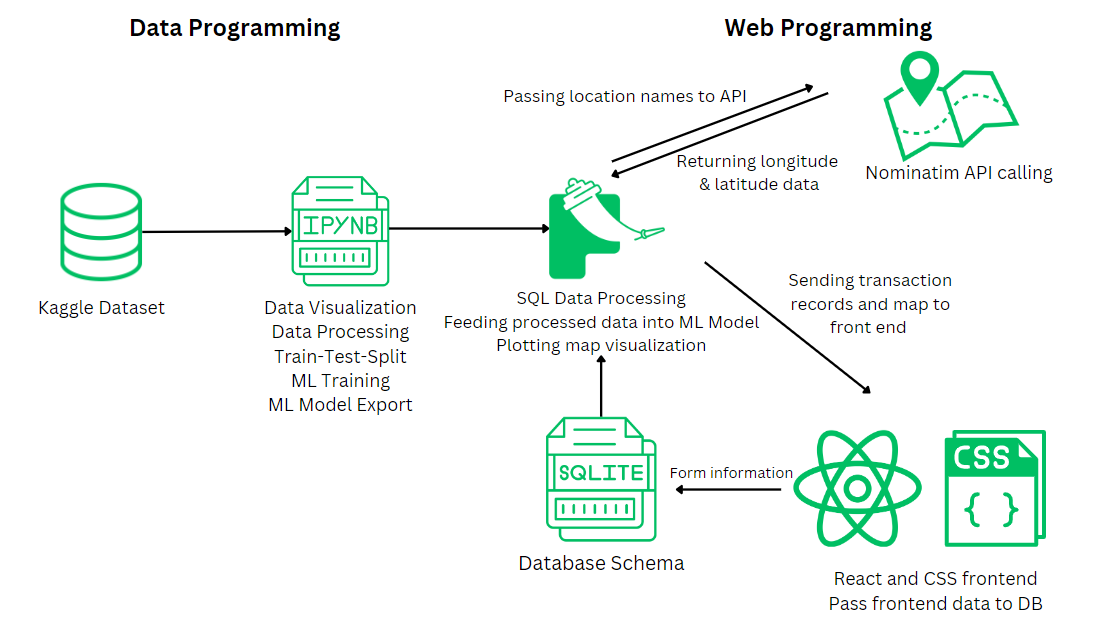 Data Programming
Web Programming
Passing location names to API
Returning longitude
& latitude data
Nominatim API calling
IPYNB
Kaggle Dataset
Data Visualization
Data Processing
Train-Test-Split
ML Training
ML Model Export
SQL Data Processing
Feeding processed data into ML Model
Plotting map visualization
Sending transaction
records and map to
front end
SQLITE
Form information
CSS
{ }
Database Schema
React and CSS frontend
Pass frontend data to DB